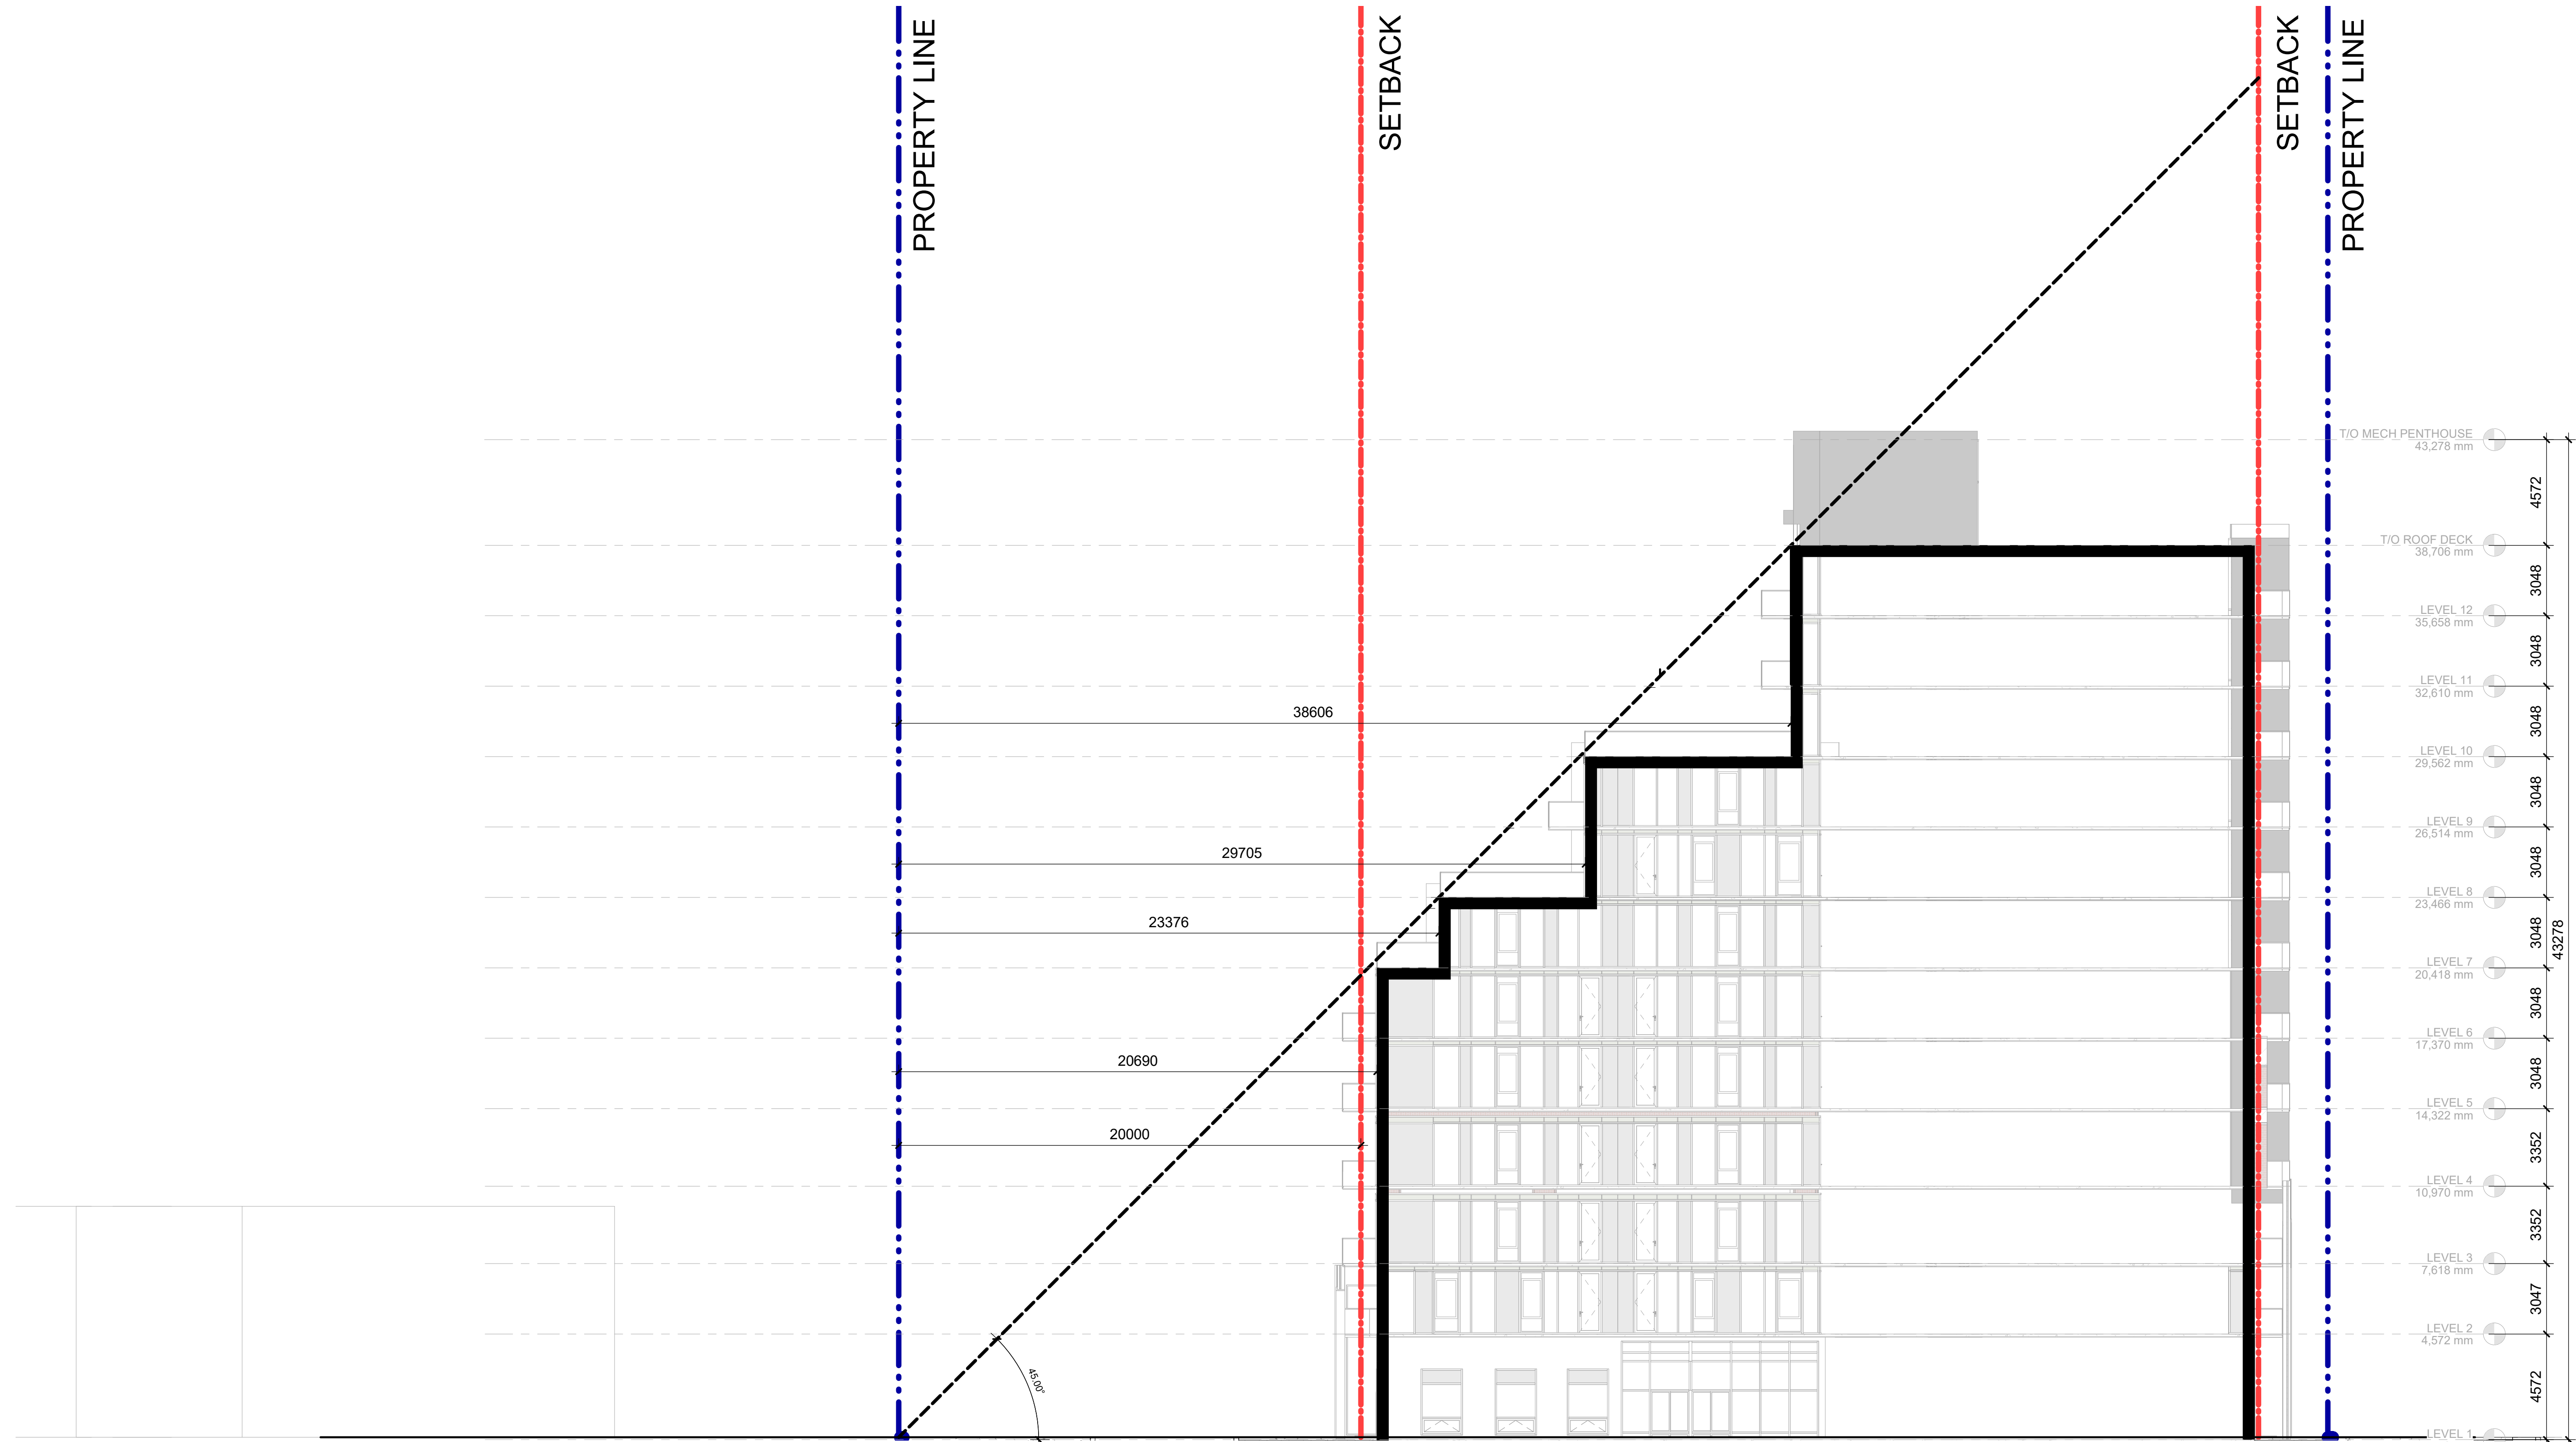 PROPERTY LINE
SETBACK
SETBACK
PROPERTY LINE
T/O MECH PENTHOUSE
43,278 mm
4572
T/O ROOF DECK
38,706 mm
3048
LEVEL 12
35,658 mm
3048
LEVEL 11
32,610 mm
38606
3048
LEVEL 10
29,562 mm
3048
LEVEL 9
26,514 mm
29705
3048
LEVEL 8
23,466 mm
23376
3048
43278
LEVEL 7
20,418 mm
3048
LEVEL 6
17,370 mm
20690
3048
LEVEL 5
14,322 mm
20000
3352
LEVEL 4
10,970 mm
3352
LEVEL 3
7,618 mm
3047
LEVEL 2
4,572 mm
45.00°
4572
LEVEL 1